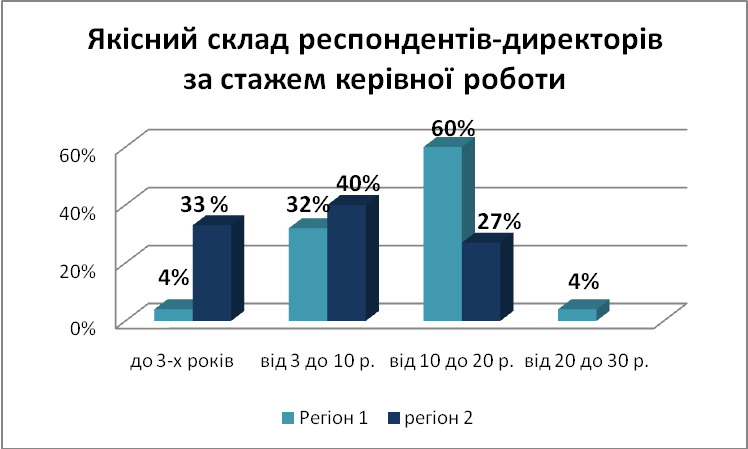 Якісний склад респондентів-директорів
за стажем керівної роботи
60%
40%
20%
0%
4%
33 %
32%
40%
60%
27%
4%
до 3-х років
від 3 до 10 р.
від 10 до 20 р.
від 20 до 30 р.
Регіон 1
регіон 2